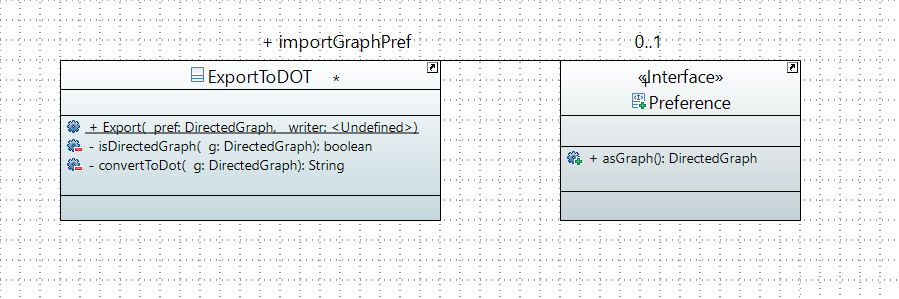 + importGraphPref
0..1
ExportToDOT
*
«Interface»
Preference
+ Export( pref: DirectedGraph, writer: <Undefined>)
- isDirectedGraph( g: DirectedGraph): boolean
- convertToDot( g: DirectedGraph): String
+ asGraph(): DirectedGraph